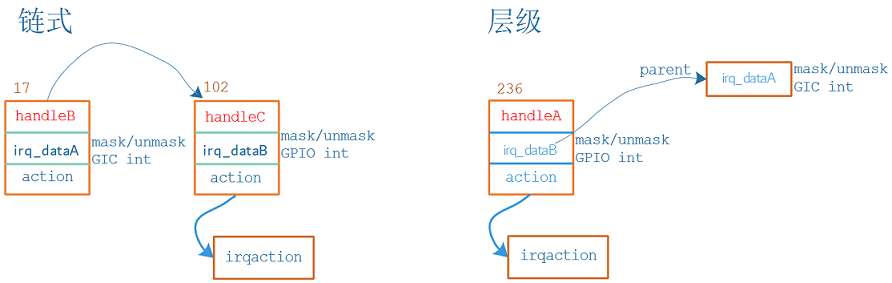 链式
17
handleB
irq_dataA
action
mask/unmask
GIC int
102
handleC
irq_dataB
action
mask/unmask
GPIO int
irqaction
层级
236
handleA
irq_dataB
action
mask/unmask
GPIO int
parent
irq_dataA
mask/unmask
GIC int
irqaction